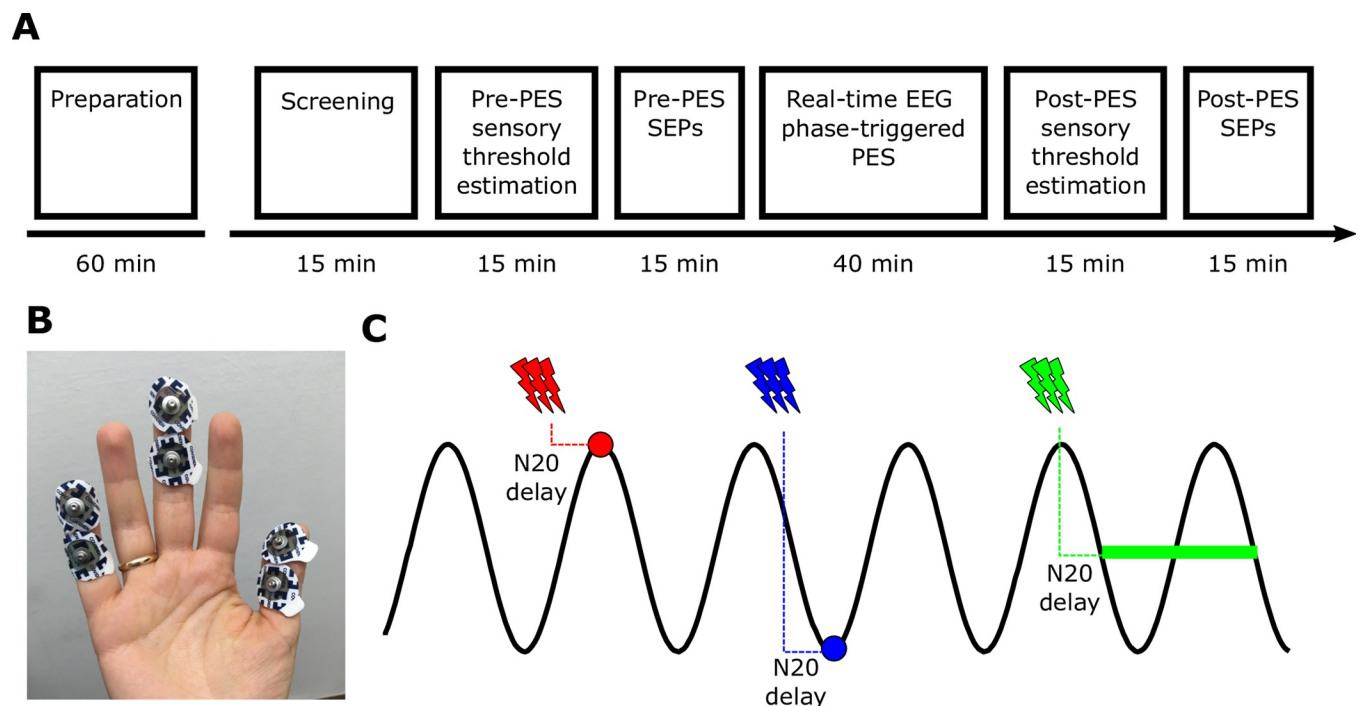 A
Preparation
Screening
Pre-PES
sensory
threshold
estimation
Pre-PES
SEPs
Real-time EEG
phase-triggered
PES
Post-PES
sensory
threshold
estimation
Post-PES
SEPs
60 min
15 min
15 min
15 min
40 min
15 min
15 min
B
C
N20
delay
N20
delay
N20
delay